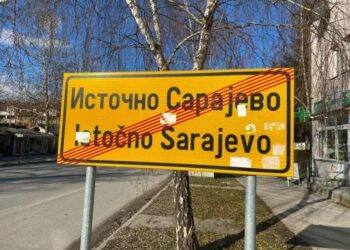 Источно Сарајево
Istočno Sarajevo